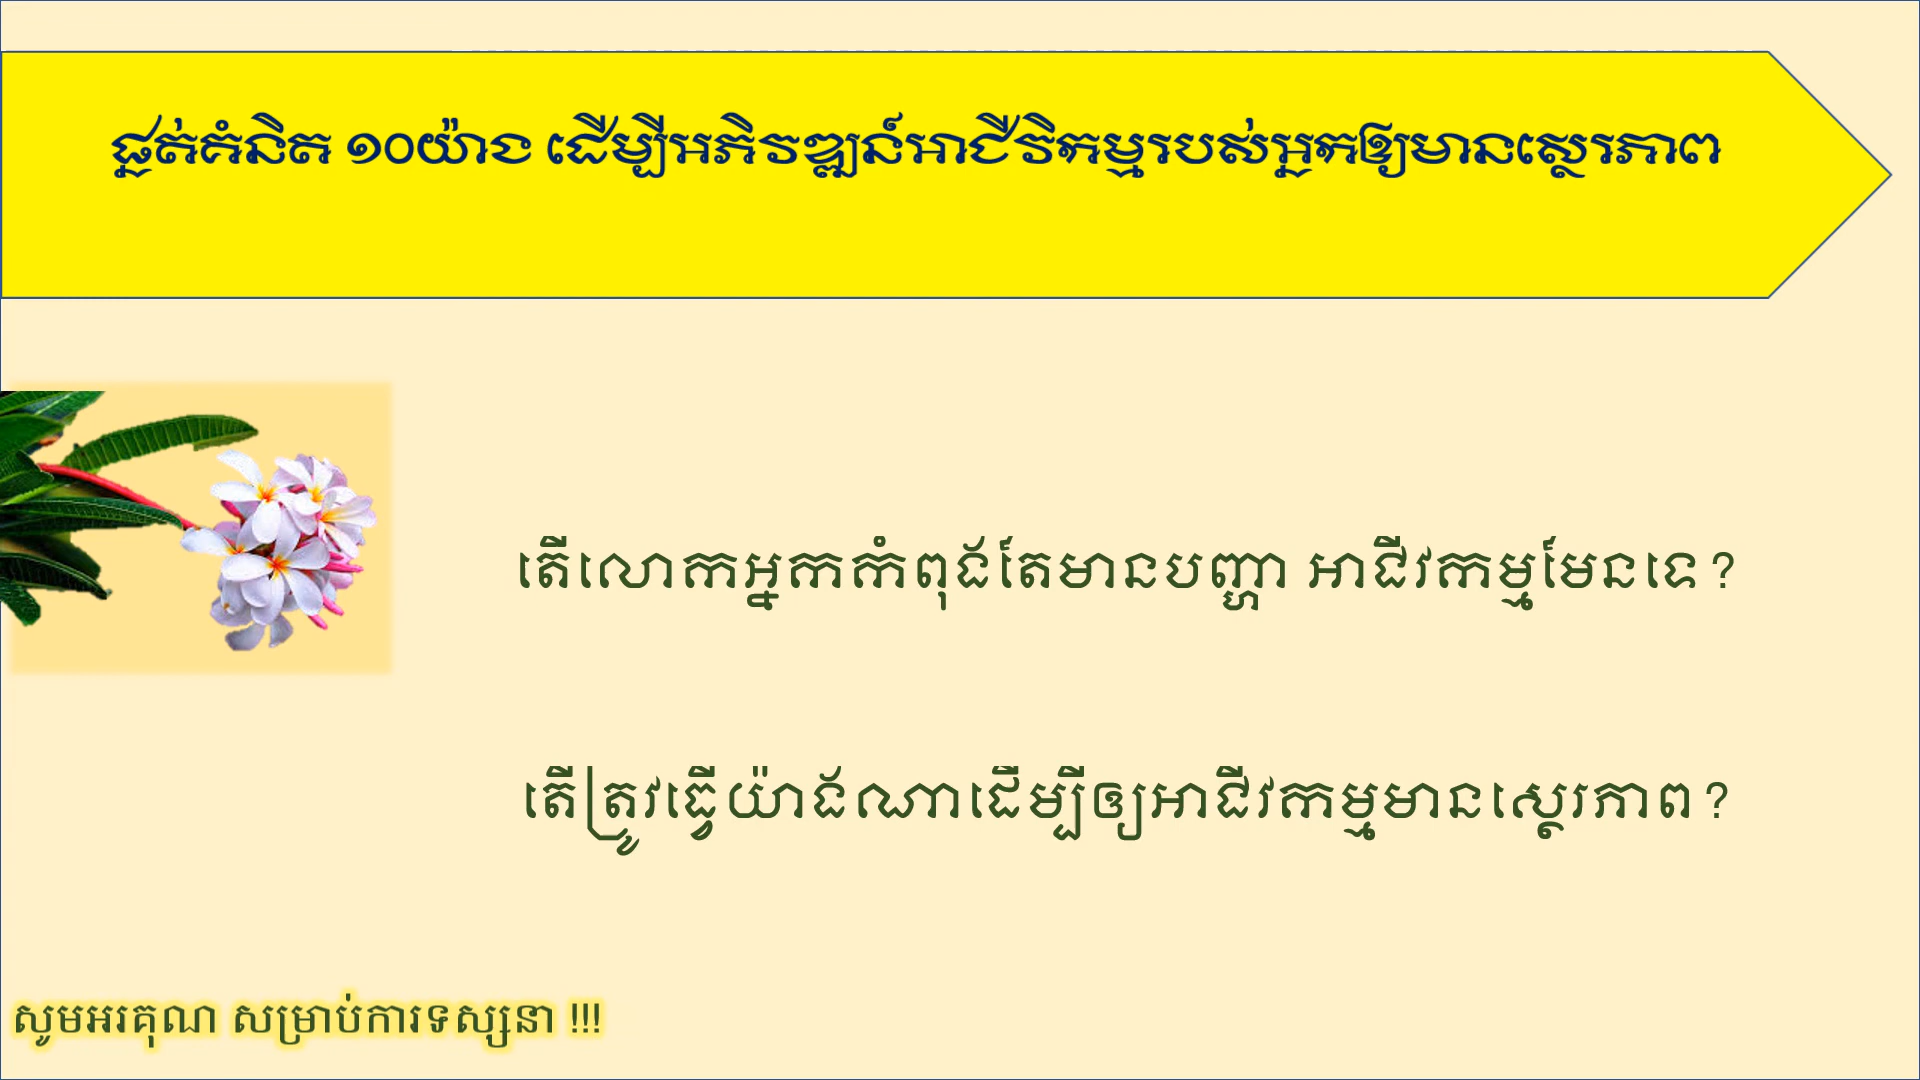 ផ្លត់គំនិត ១០យ៉ាង ដើម្បីអភិវឌ្ឍន៍អាជីវិកម្មរបស់អ្នកឲ្យមានស្ថេរភាព
តើលោកអ្នកកំពុងតែមានបញ្ហា អាជីវកម្មមែនទេ?
តើត្រូវធ្វើយ៉ាងណាដើម្បីឲ្យអាជីវកម្មមានស្ថេរភាព?
សូមអរគុណ សម្រាប់ការទស្សនា !!!